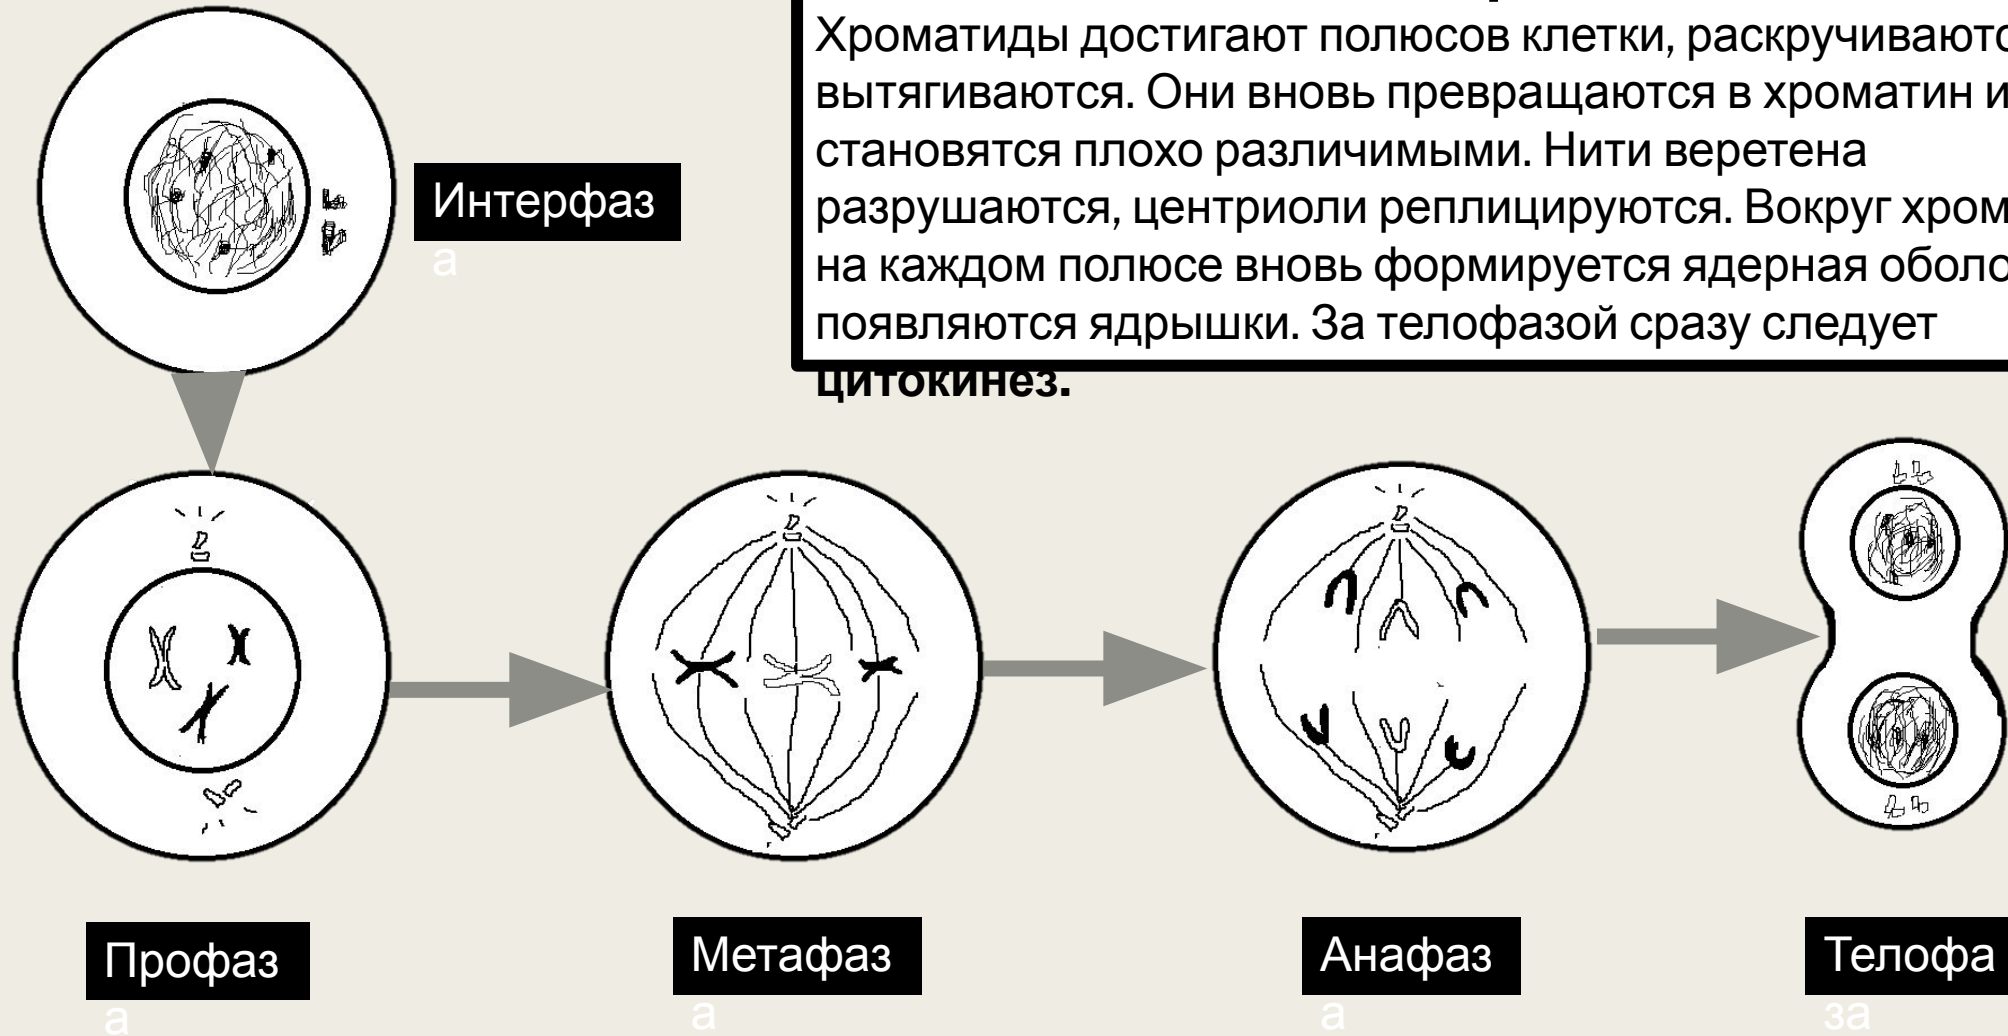 Хроматиды достигают полюсов клетки, раскручиваютс
вытягиваются. Они вновь превращаются в хроматин и
становятся плохо различимыми. Нити веретена
разрушаются, центриоли реплицируются. Вокруг хром
на каждом полюсе вновь формируется ядерная оболо
появляются ядрышки. За телофазой сразу следует
цитокинез.
Интерфаз
а
Профаз
а
Метафаз
а
Анафаз
а
Телофа
за